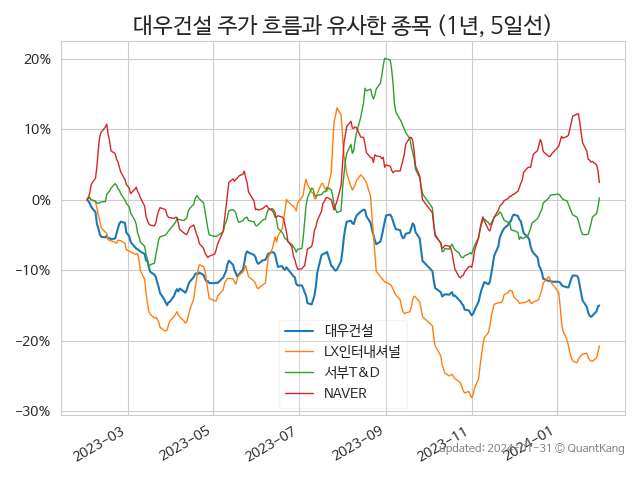 대우건설 주가 흐름과 유사한 종목 (1년, 5일선)
20%
10%
0%
−10%
−20%
−30%
대우건설
LX인터내셔널
서부T&D
NAVER
2023-03
2023-05
2023-07
2023-09
2023-11
2024-01
Updated: 2024-01-31 © QuantKang